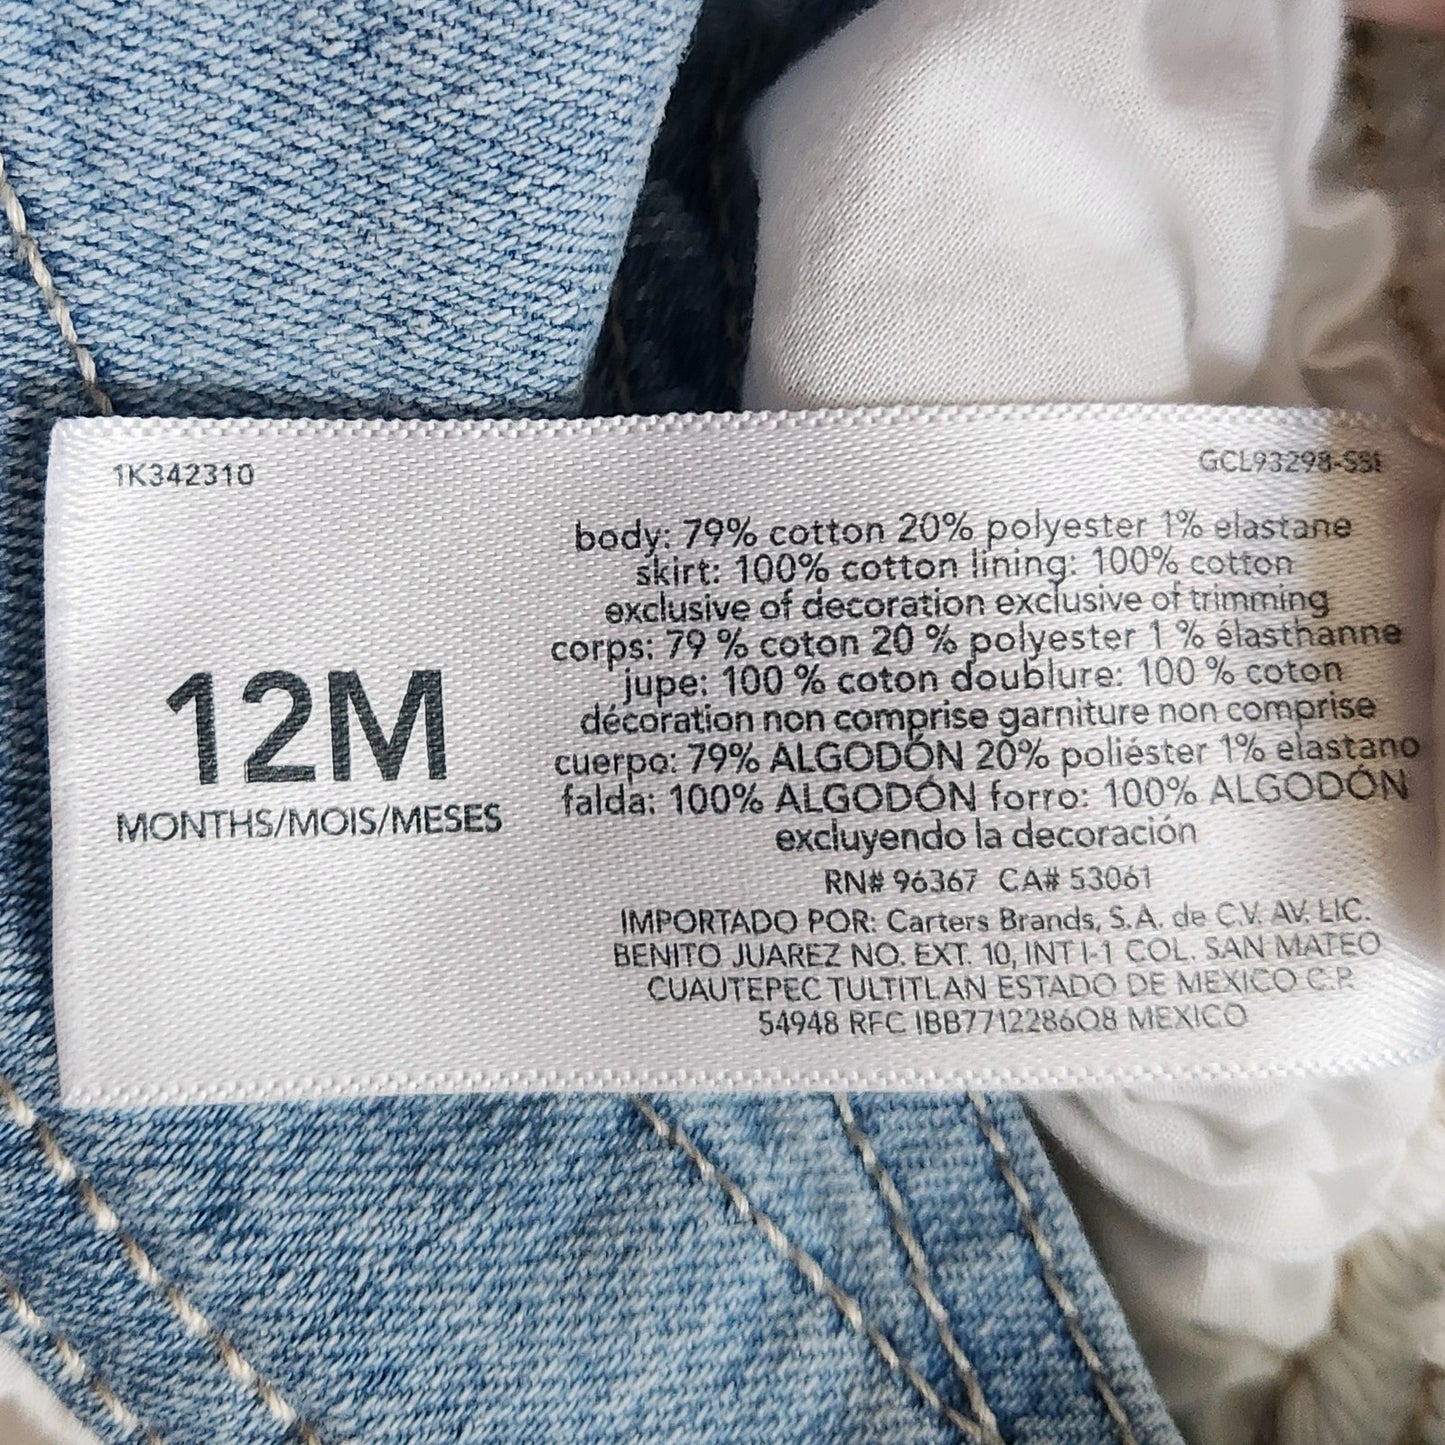 1K342310
GCL93298-SS1
body: 79% cotton 20% polyester 1% elastane
skirt: 100% cotton lining: 100% cotton
exclusive of decoration exclusive of trimming
corps: 79 % coton 20 % polyester 1 % élasthanne
jupe: 100 % coton doublure: 100 % coton
décoration non comprise garniture non comprise
cuerpo: 79% ALGODÓN 20% poliéster 1% elastano
falda: 100% ALGODÓN forro: 100% ALGODÓN
excluyendo la decoración
12M
MONTHS/MOIS/MESES
RN# 96367 CA# 53061
IMPORTADO POR: Carters Brands, S.A. de C.V. AV. LIC.
BENITO JUAREZ NO. EXT. 10, INT I-1 COL. SAN MATEO
CUAUTEPEC TULTITLAN ESTADO DE MEXICO C.P.
54948 RFC IBB7712286Q8 MEXICO